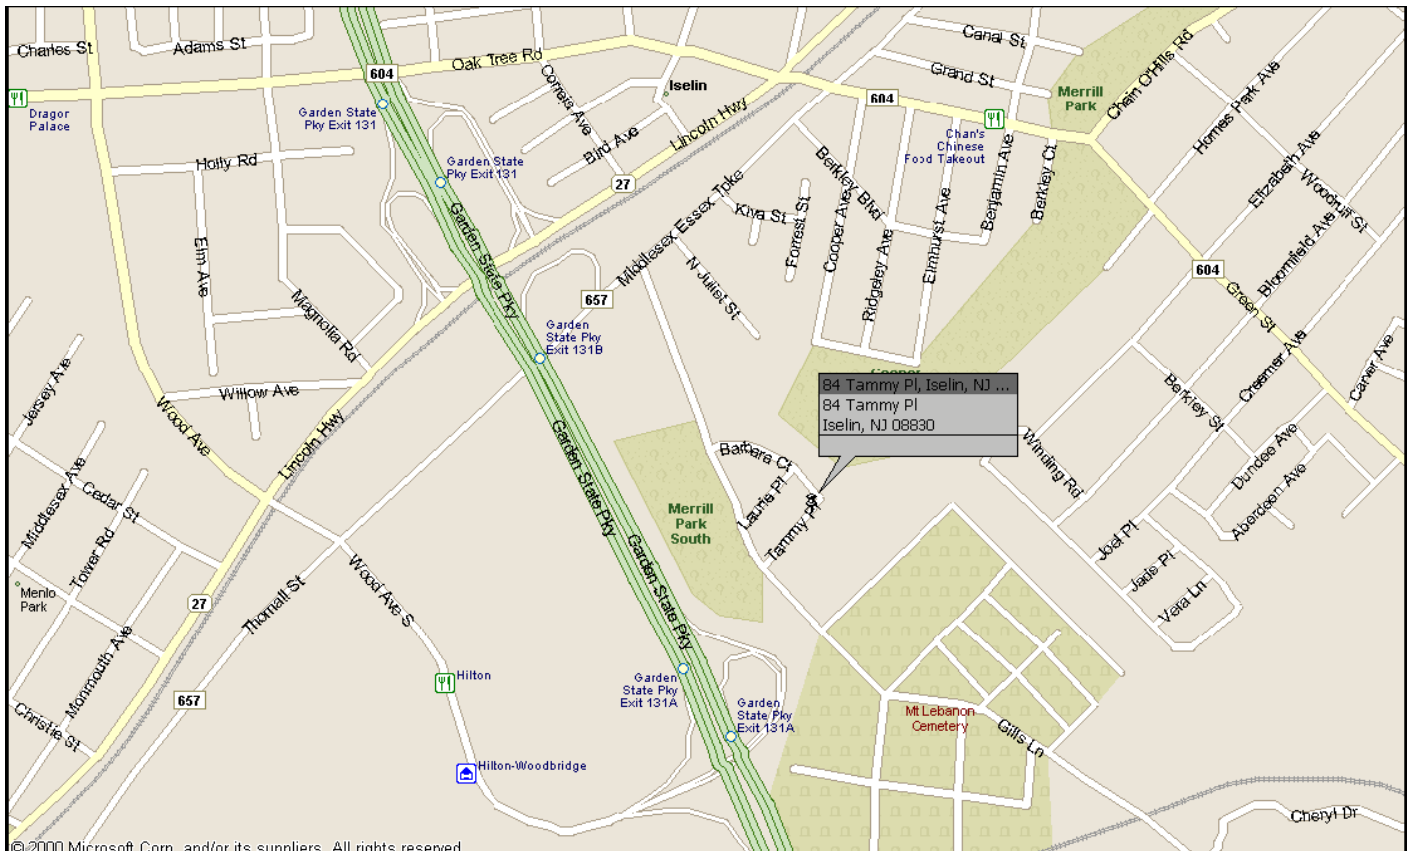 Charles St
Adams St
604
Oak Tree Rd
Iselin
Canal St
Grand St
Chain O'Hills Rd
Merrill
Park
Homes Park Ave
Dragor
Palace
Garden State
Pky Exit 131
Correja Ave
Bird Ave
Lincoln Hwy
604
Chan's
Chinese
Food Takeout
Benjamin Ave
Berkley Ct
Elizabeth Ave
Woodruff St
Holly Rd
Garden State
Pky Exit 131
27
Middlesex Essex Tpke
Kiva St
Forrest St
Berkley Blvd
Cooper Ave
Ridgeley Ave
Elmhurst Ave
Bloomfield Ave
604
Green St
Elm Ave
Garden State Pky
N Juliet St
657
Magnolia Rd
Garden
State Pky
Exit 131B
Creamer Ave
Carver Ave
Jersey Ave
Willow Ave
Wood Ave
Lincoln Hwy
84 Tammy Pl, Iselin, NJ ...
84 Tammy Pl
Iselin, NJ 08830
Berkley St
Garden State Pky
Barbara Ct
Winding Rd
Dundee Ave
Aberdeen Ave
Middlesex Ave
Cedar St
Laurie Pl
Tammy Pl
Merrill
Park
South
Tower Rd
Joel Pl
Jade Pl
Vera Ln
Menlo
Park
27
Thornall St
Wood Ave S
Garden State Pky
Monmouth Ave
Christie St
657
Hilton
Garden
State Pky
Exit 131A
Garden
State Pky
Exit 131A
Mt Lebanon
Cemetery
Gills Ln
Hilton-Woodbridge
Cheryl Dr
© 2000 Microsoft Corp. and/or its suppliers. All rights reserved.